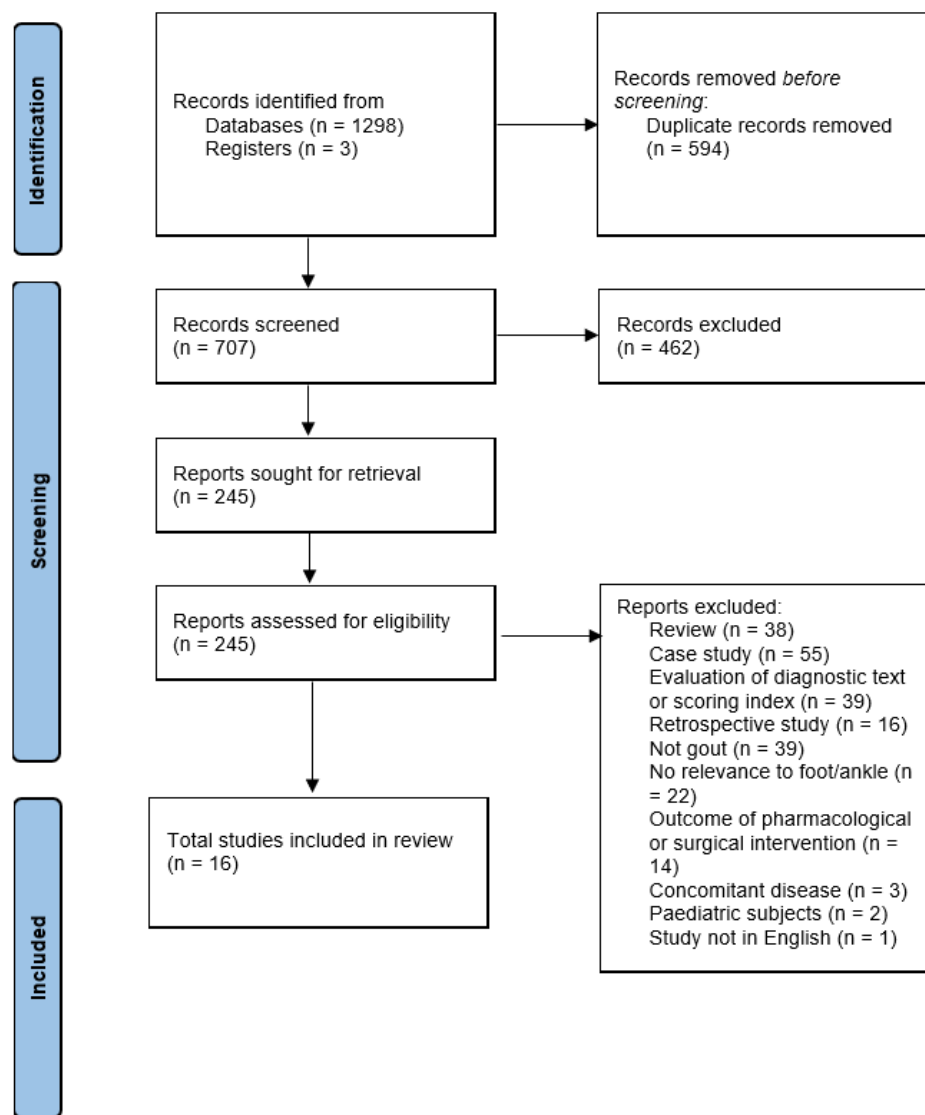 Identification
Records identified from
Databases (n = 1298)
Registers (n = 3)
Records removed before
screening:
Duplicate records removed
(n = 594)
Screening
Records screened
(n = 707)
Records excluded
(n = 462)
Reports sought for retrieval
(n = 245)
Reports assessed for eligibility
(n = 245)
Reports excluded:
Review (n = 38)
Case study (n = 55)
Evaluation of diagnostic text
or scoring index (n = 39)
Retrospective study (n = 16)
Not gout (n = 39)
No relevance to foot/ankle (n
= 22)
Outcome of pharmacological
or surgical intervention (n =
14)
Concomitant disease (n = 3)
Paediatric subjects (n = 2)
Study not in English (n = 1)
Included
Total studies included in review
(n = 16)